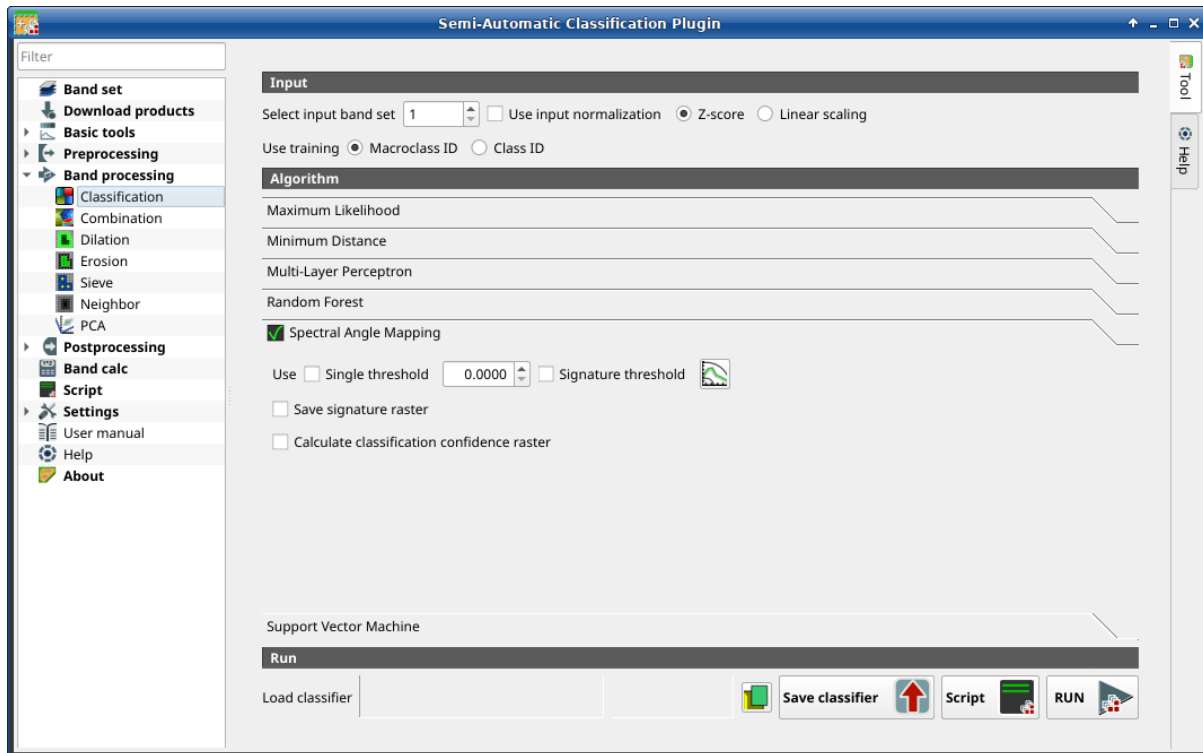 Semi-Automatic Classification Plugin
Filter
Band set
Download products
Basic tools
Preprocessing
Band processing
Classification
Combination
Dilation
Erosion
Sieve
Neighbor
PCA
Postprocessing
Band calc
Script
Settings
User manual
Help
About
Input
Select input band set 1 Use input normalization Z-score Linear scaling
Use training Macroclass ID Class ID
Algorithm
Maximum Likelihood
Minimum Distance
Multi-Layer Perceptron
Random Forest
Spectral Angle Mapping
Use Single threshold 0.0000 Signature threshold
Save signature raster
Calculate classification confidence raster
Support Vector Machine
Run
Load classifier Save classifier Script RUN
Tool
Help